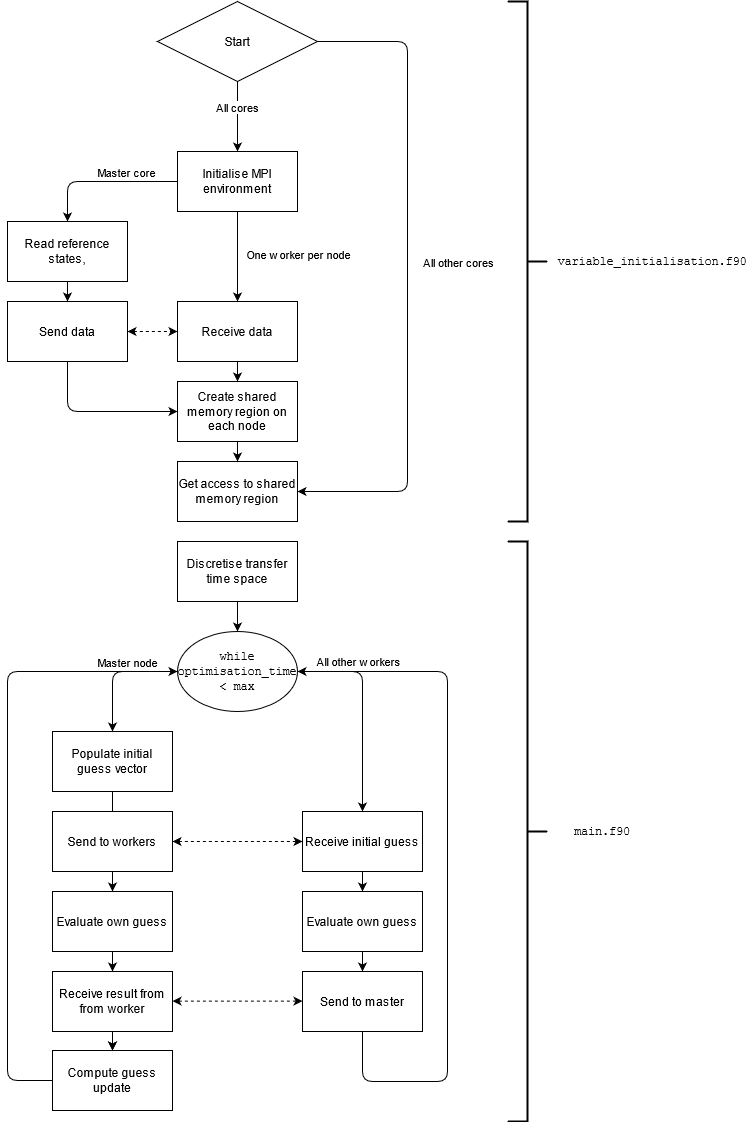 Start
All cores
Initialise MPI
environment
Master core
Read reference
states,
One worker per node
All other cores
variable_initialisation.f90
Send data
Receive data
Create shared
memory region on
each node
Get access to shared
memory region
Discretise transfer
time space
while
optimisation_time
< max
Master node
All other workers
Populate initial
guess vector
Send to workers
Receive initial guess
main.f90
Evaluate own guess
Evaluate own guess
Receive result from
from worker
Send to master
Compute guess
update